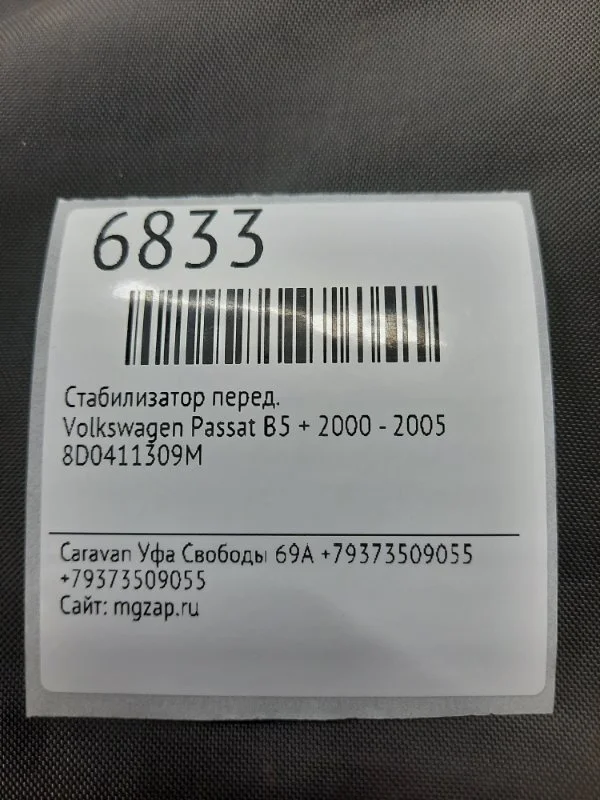 6833
Стабилизатор перед.
Volkswagen Passat B5 + 2000 - 2005
8D0411309M
Caravan Уфа Свободы 69А +79373509055
+79373509055
Сайт: mgzap.ru